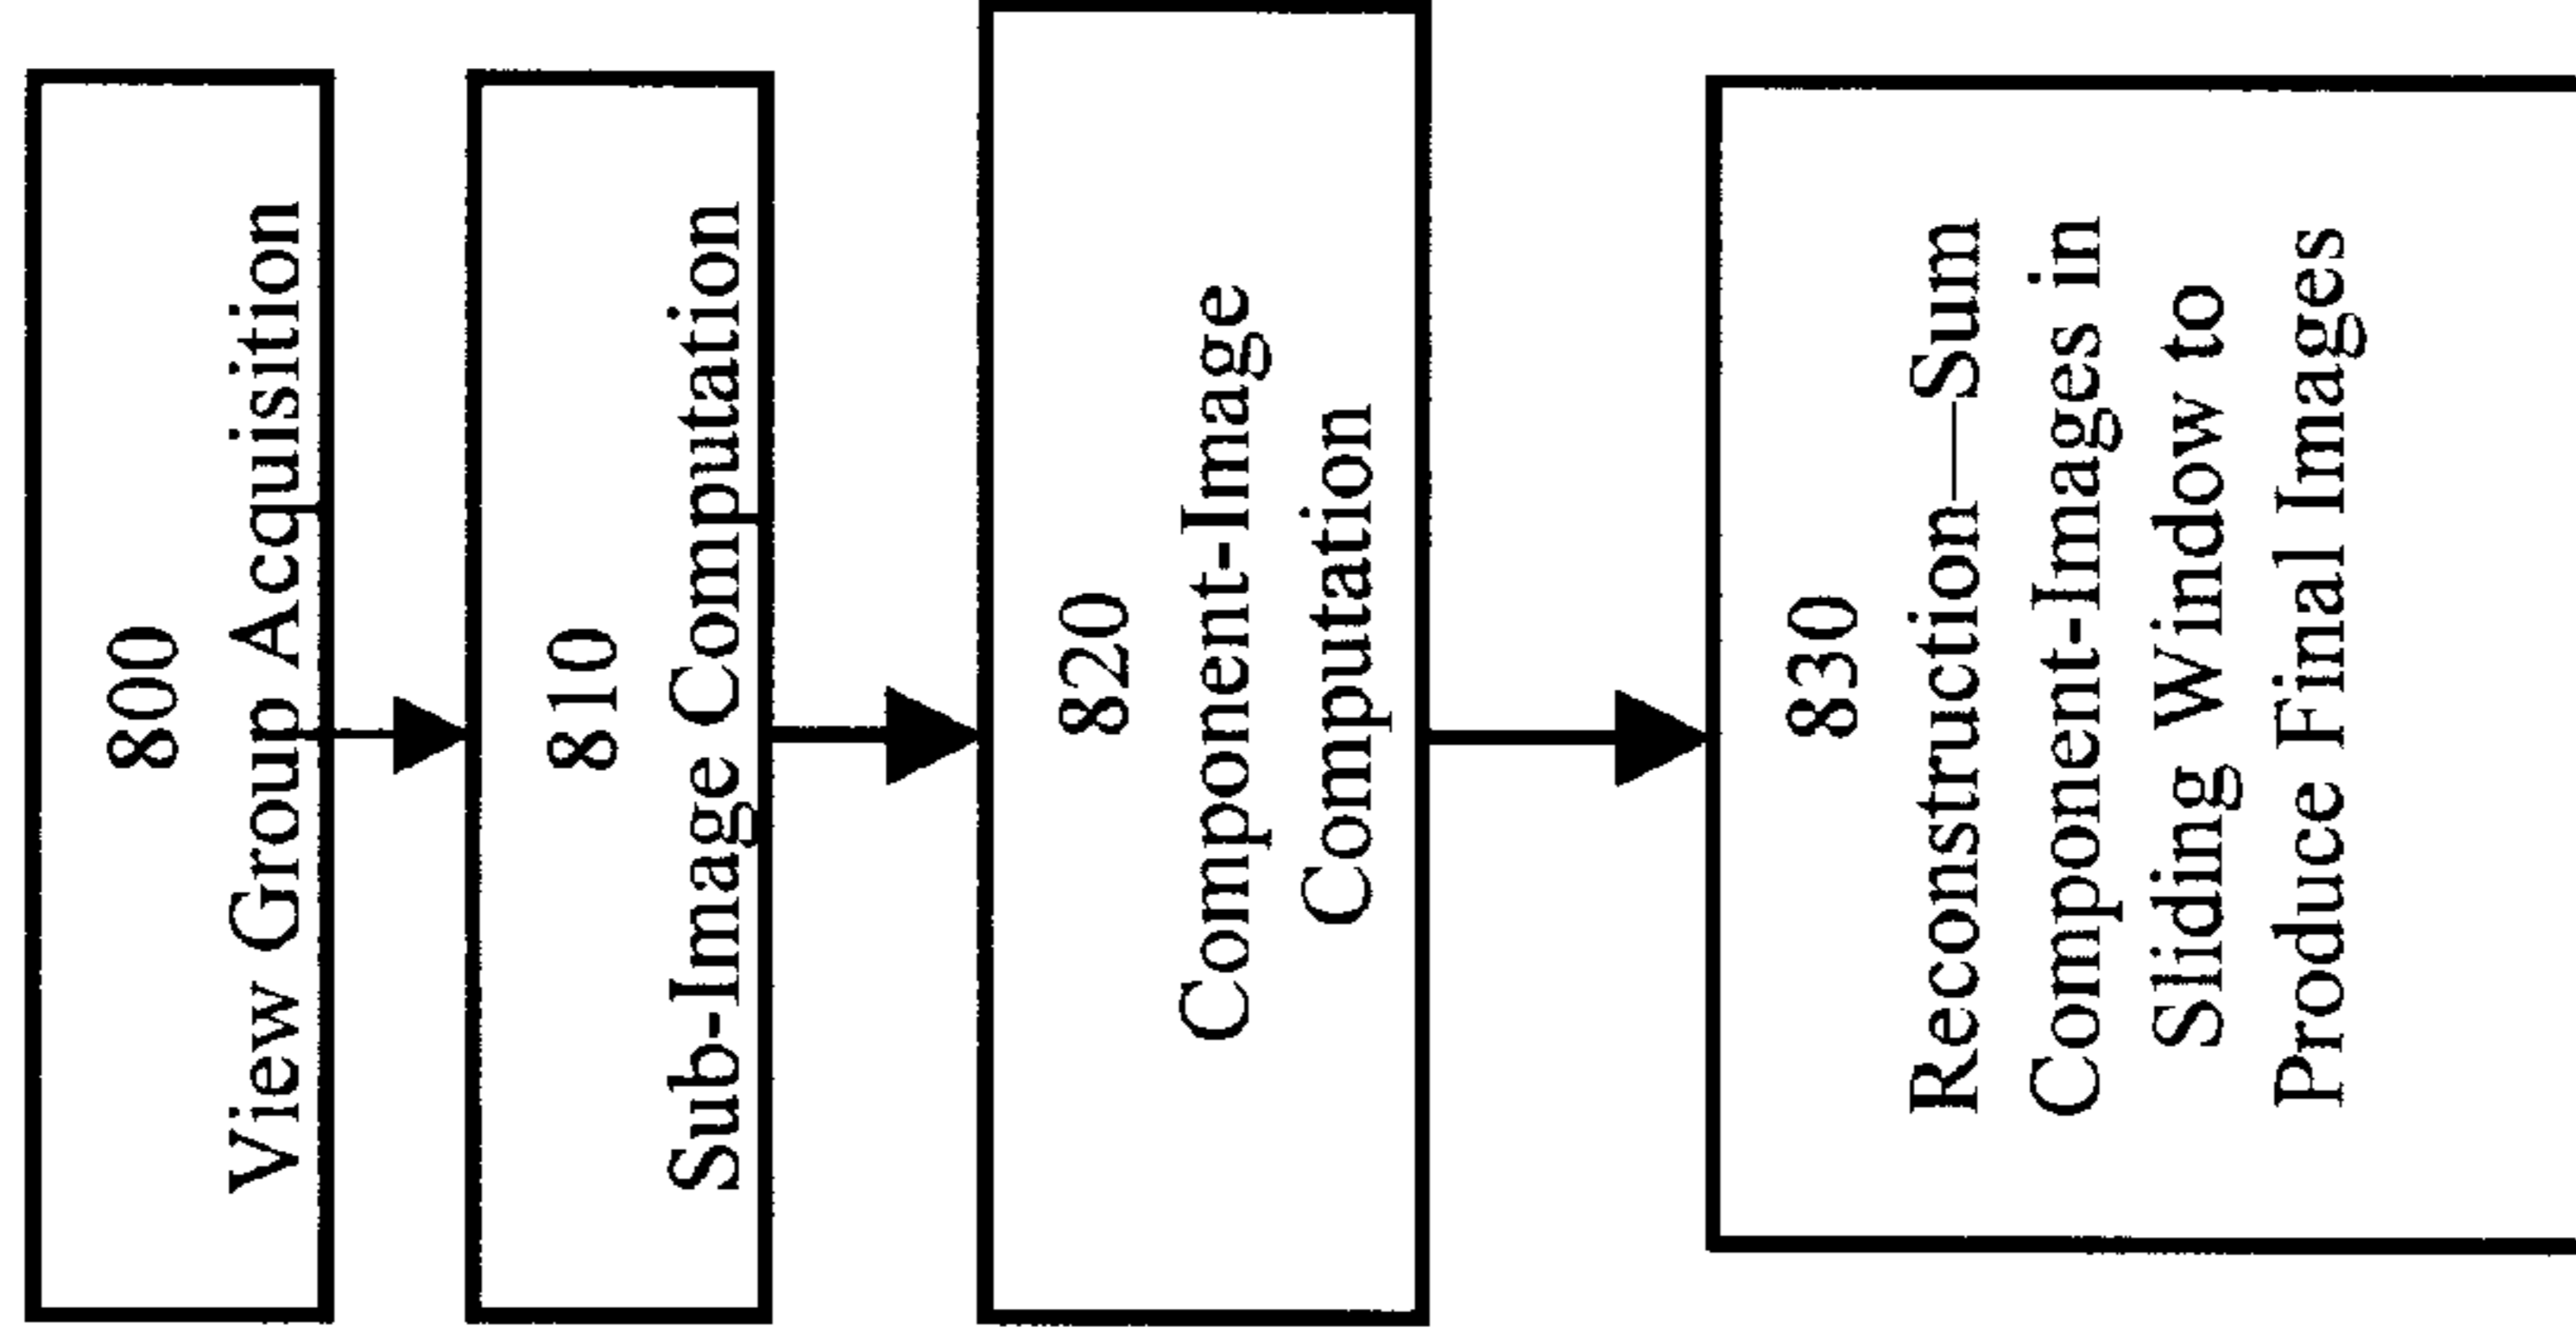 800
View Group Acquisition
810
Sub-Image Computation
820
Component-Image
Computation
830
Reconstruction—Sum
Component-Images in
Sliding Window to
Produce Final Images